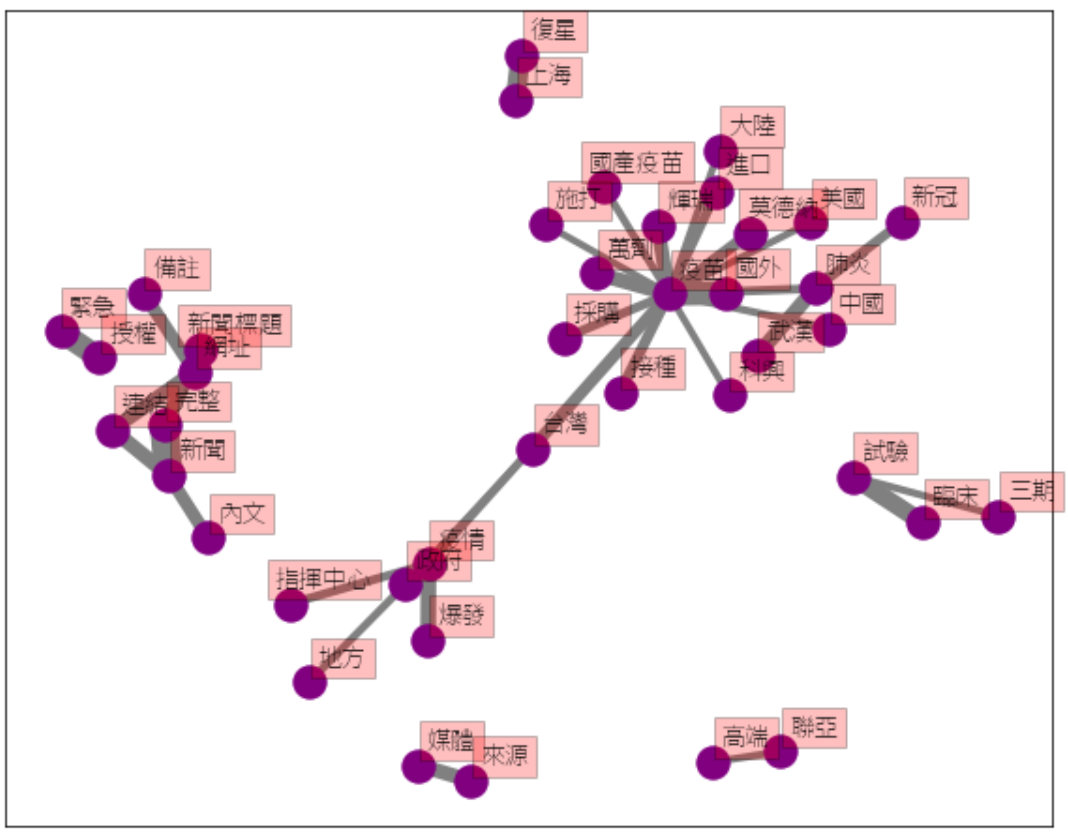 復星
上海
大陸
國產疫苗
進口
施打
輝瑞
莫德納
美國
新冠
萬劑
疫苗
國外
肺炎
備註
緊急
授權
新聞標題
網址
採購
武漢
中國
接種
科興
連結
完整
台灣
新聞
試驗
內文
臨床
三期
疫情
政府
指揮中心
爆發
地方
媒體
來源
高端
聯亞